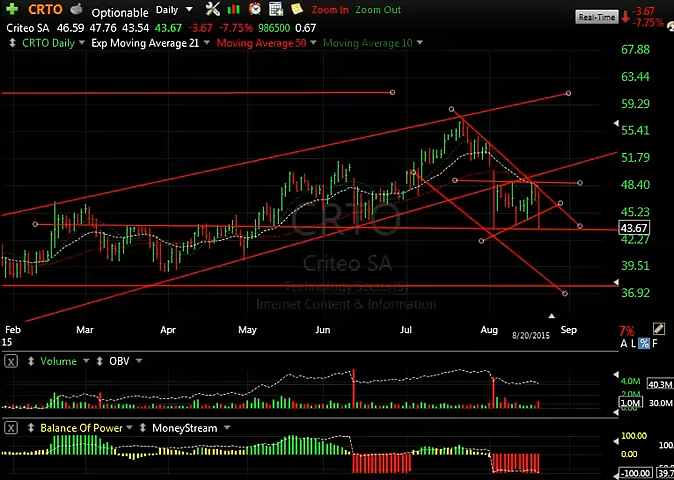 CRTO Optionable Daily Zoom In Zoom Out Real-Time -3.67 -7.75%
Criteo SA 46.59 47.76 43.54 43.67 -3.67 -7.75% 986500 0.67
CRTO Daily Exp Moving Average 21 Moving Average 50 Moving Average 10
67.88
63.44
59.29
55.41
51.79
48.40
45.23
43.67
42.27
39.51
36.92
CRTO
Criteo SA
Technology Sector(S)
Internet Content & Information
Feb Mar Apr May Jun Jul Aug Sep
15
8/20/2015
7%
A L % F
X Volume OBV
4.0M 40.3M
1.0M 30.0M
X Balance Of Power MoneyStream
100.00
0.00
-100.00 39.7